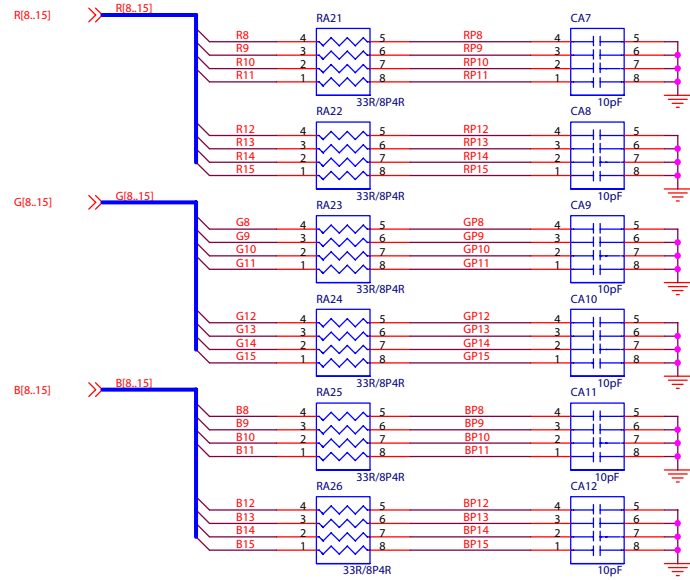 R[8..15] R[8..15] RA21 CA7
R8 4 5 RP8 4 5
R9 3 6 RP9 3 6
R10 2 7 RP10 2 7
R11 1 8 RP11 1 8
33R/8P4R 10pF
RA22 CA8
R12 4 5 RP12 4 5
R13 3 6 RP13 3 6
R14 2 7 RP14 2 7
R15 1 8 RP15 1 8
33R/8P4R 10pF
G[8..15] G[8..15] RA23 CA9
G8 4 5 GP8 4 5
G9 3 6 GP9 3 6
G10 2 7 GP10 2 7
G11 1 8 GP11 1 8
33R/8P4R 10pF
RA24 CA10
G12 4 5 GP12 4 5
G13 3 6 GP13 3 6
G14 2 7 GP14 2 7
G15 1 8 GP15 1 8
33R/8P4R 10pF
B[8..15] B[8..15] RA25 CA11
B8 4 5 BP8 4 5
B9 3 6 BP9 3 6
B10 2 7 BP10 2 7
B11 1 8 BP11 1 8
33R/8P4R 10pF
RA26 CA12
B12 4 5 BP12 4 5
B13 3 6 BP13 3 6
B14 2 7 BP14 2 7
B15 1 8 BP15 1 8
33R/8P4R 10pF